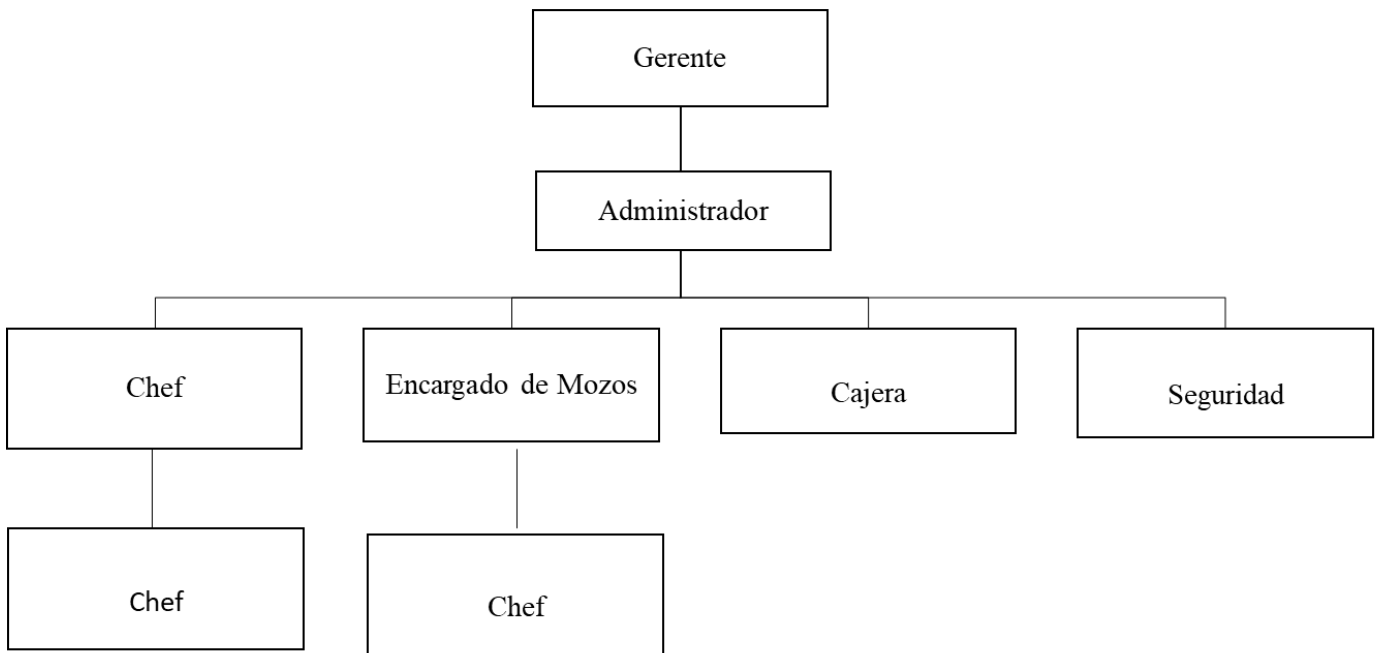 Gerente
Administrador
Chef
Encargado de Mozos
Cajera
Seguridad
Chef
Chef